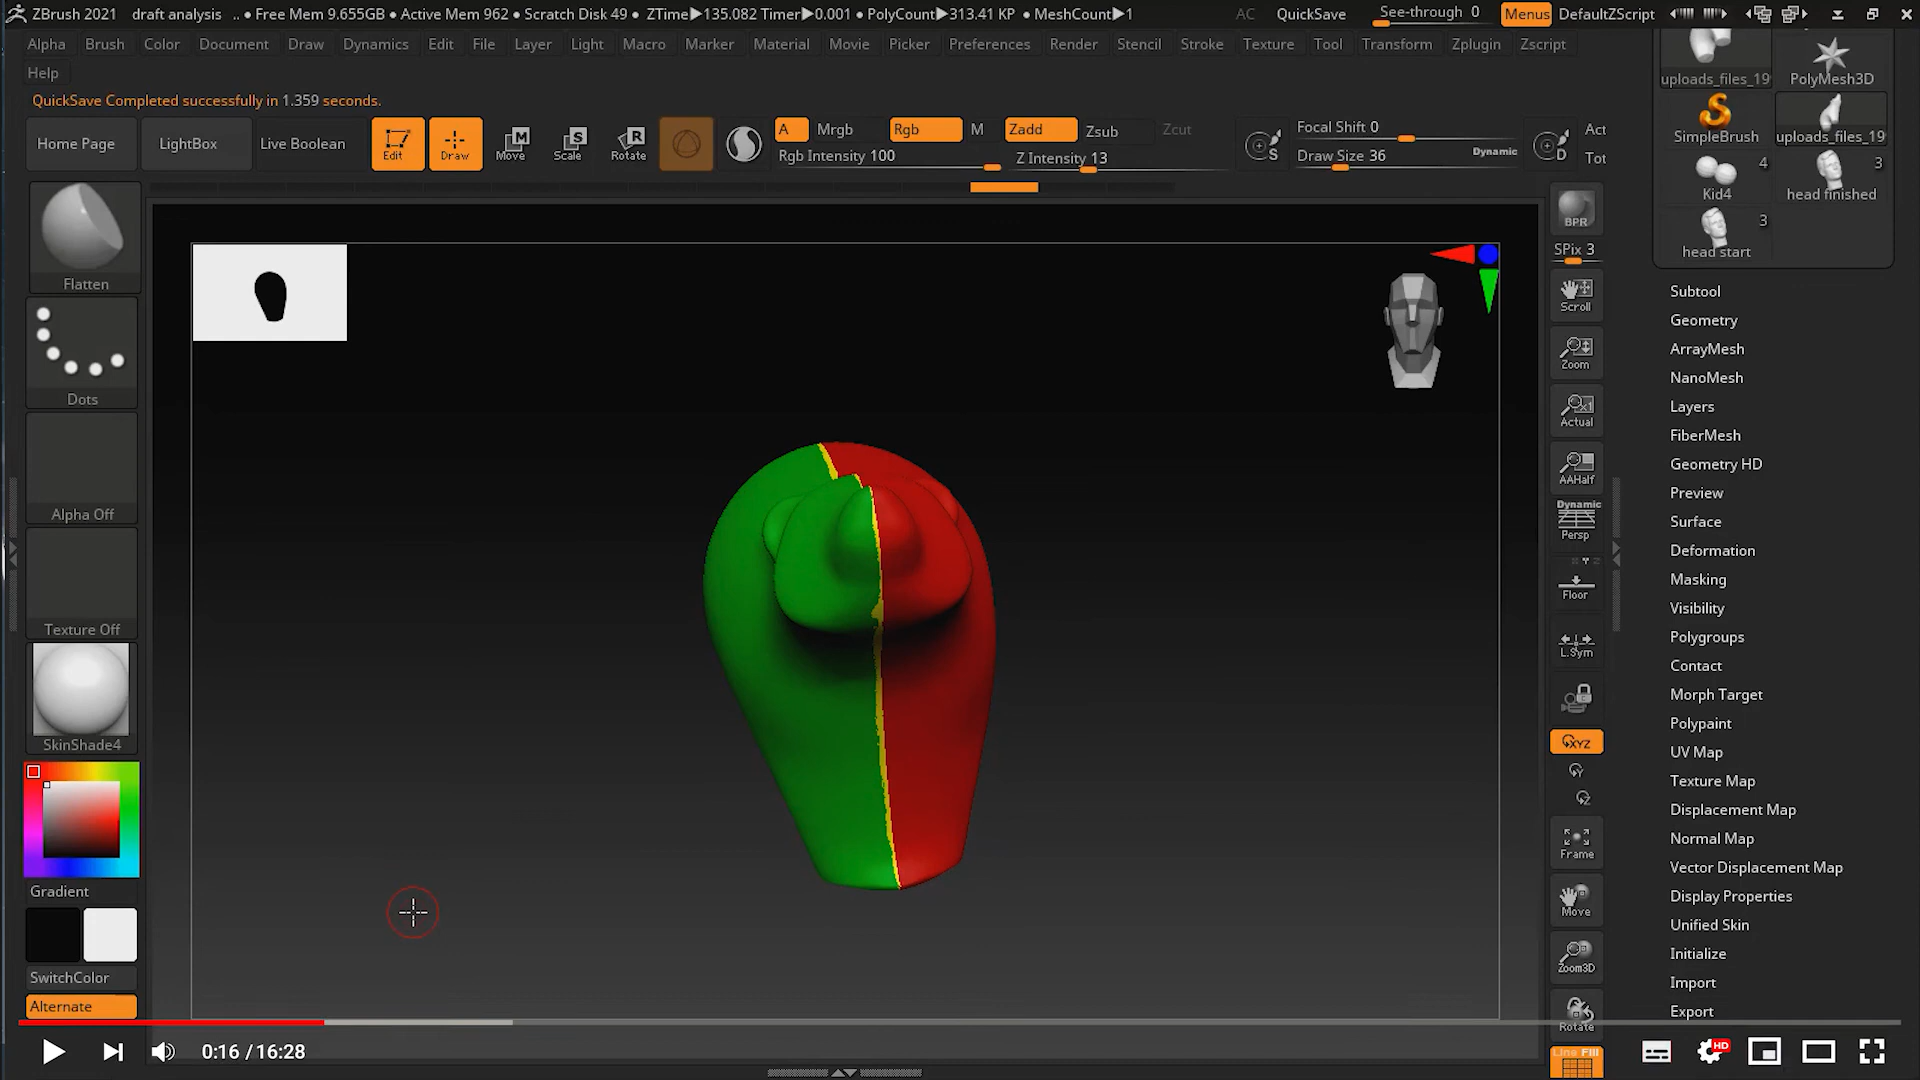 ZBrush 2021 draft analysis .. • Free Mem 9.655GB • Active Mem 962 • Scratch Disk 49 • ZTime▶135.082 Timer▶0.001 • PolyCount▶313.41 KP • MeshCount▶1 AC QuickSave See-through 0 Menus DefaultZScript
Alpha Brush Color Document Draw Dynamics Edit File Layer Light Macro Marker Material Movie Picker Preferences Render Stencil Stroke Texture Tool Transform Zplugin Zscript
Help
QuickSave Completed successfully in 1.359 seconds.
Home Page LightBox Live Boolean Edit Draw Move Scale Rotate
A Mrgb Rgb M Zadd Zsub Zcut
Rgb Intensity 100 Z Intensity 13
Focal Shift 0
Draw Size 36 Dynamic
Act
Tot
Flatten
Dots
Alpha Off
Texture Off
SkinShade4
Gradient
SwitchColor
Alternate
BPR
SPix 3
Scroll
Zoom
Actual
AAHalf
Dynamic
Persp
Floor
L.Sym
XYZ
Frame
Move
Zoom3D
Rotate
Line Fill
uploads_files_19 PolyMesh3D
SimpleBrush uploads_files_19
4 3
Kid4 head finished
3
head start
Subtool
Geometry
ArrayMesh
NanoMesh
Layers
FiberMesh
Geometry HD
Preview
Surface
Deformation
Masking
Visibility
Polygroups
Contact
Morph Target
Polypaint
UV Map
Texture Map
Displacement Map
Normal Map
Vector Displacement Map
Display Properties
Unified Skin
Initialize
Import
Export
0:16 / 16:28 HD